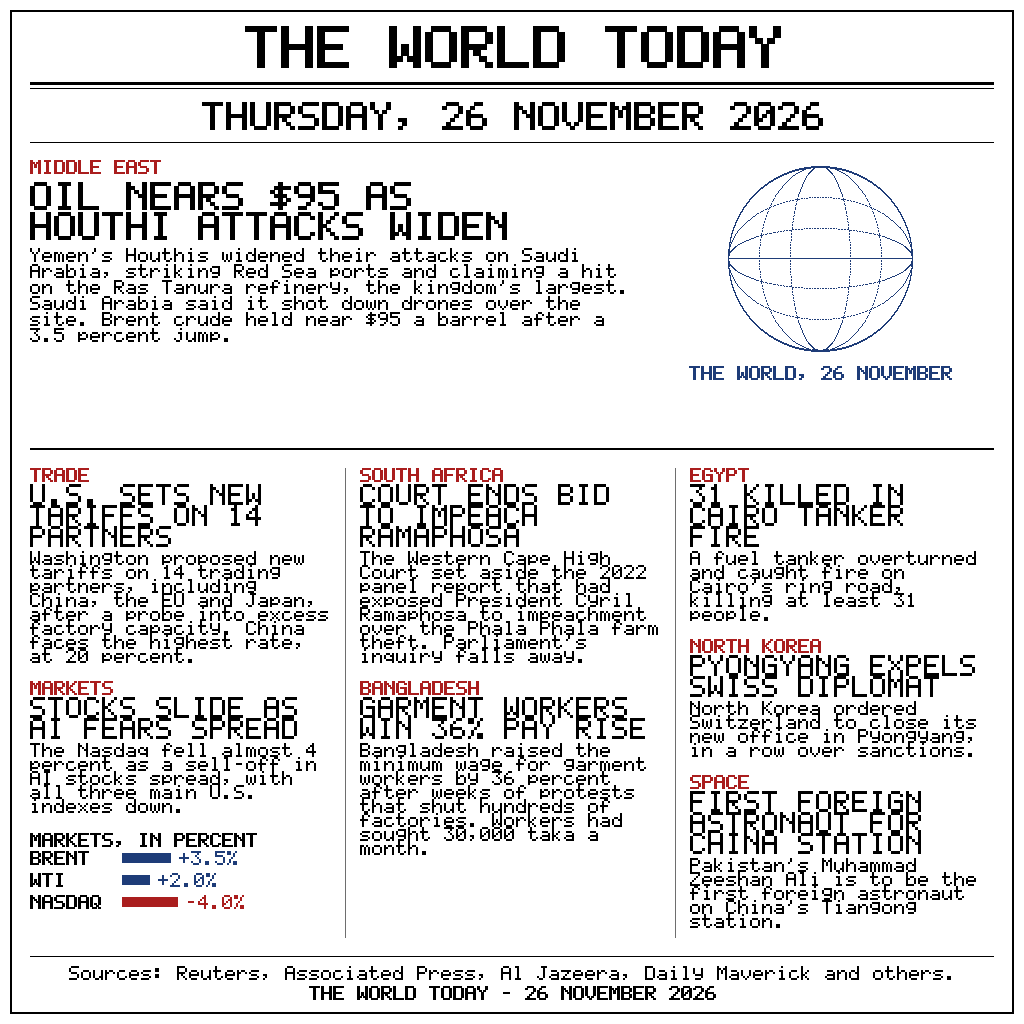 THE WORLD TODAY
THURSDAY, 26 NOVEMBER 2026
MIDDLE EAST
OIL NEARS $95 AS
HOUTHI ATTACKS WIDEN
Yemen's Houthis widened their attacks on Saudi
Arabia, striking Red Sea ports and claiming a hit
on the Ras Tanura refinery, the kingdom's largest.
Saudi Arabia said it shot down drones over the
site. Brent crude held near $95 a barrel after a
3.5 percent jump.
THE WORLD, 26 NOVEMBER
TRADE
U.S. SETS NEW
TARIFFS ON 14
PARTNERS
Washington proposed new
tariffs on 14 trading
partners, including
China, the EU and Japan,
after a probe into excess
factory capacity. China
faces the highest rate,
at 20 percent.
MARKETS
STOCKS SLIDE AS
AI FEARS SPREAD
The Nasdaq fell almost 4
percent as a sell-off in
AI stocks spread, with
all three main U.S.
indexes down.
MARKETS, IN PERCENT
BRENT +3.5%
WTI +2.0%
NASDAQ -4.0%
SOUTH AFRICA
COURT ENDS BID
TO IMPEACA
RAMAPHOSA
The Western Cape High
Court set aside the 2022
panel report that had
exposed President Cyril
Ramaphosa to impeachment
over the Phala Phala farm
theft. Parliament's
inquiry falls away.
BANGLADESH
GARMENT WORKERS
WIN 36% PAY RISE
Bangladesh raised the
minimum wage for garment
workers by 36 percent
after weeks of protests
that shut hundreds of
factories. Workers had
sought 30,000 taka a
month.
EGYPT
31 KILLED IN
CAIRO TANKER
FIRE
A fuel tanker overturned
and caught fire on
Cairo's ring road,
killing at least 31
people.
NORTH KOREA
PYONGYANG EXPELS
SWISS DIPLOMAT
North Korea ordered
Switzerland to close its
new office in Pyongyang,
in a row over sanctions.
SPACE
FIRST FOREIGN
ASTRONAUT FOR
CAINA STATION
Pakistan's Muhammad
Zeeshan Ali is to be the
first foreign astronaut
on China's Tiangong
station.
Sources: Reuters, Associated Press, Al Jazeera, Daily Maverick and others.
THE WORLD TODAY - 26 NOVEMBER 2026